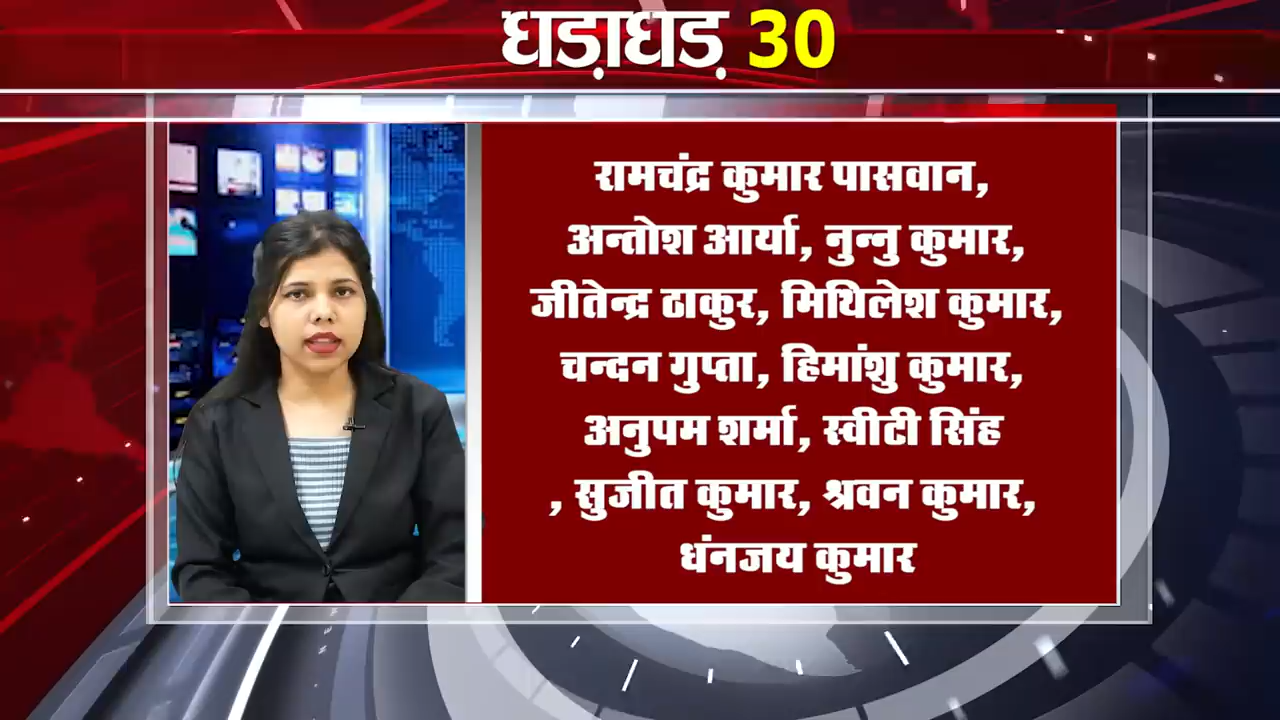 धड़ाधड़ 30
रामचंद्र कुमार पासवान,
अन्तोश आर्या, नुन्नु कुमार,
जीतेन्द्र ठाकुर, मिथिलेश कुमार,
चन्दन गुप्ता, हिमांशु कुमार,
अनुपम शर्मा, स्वीटी सिंह
, सुजीत कुमार, श्रवन कुमार,
धंनजय कुमार